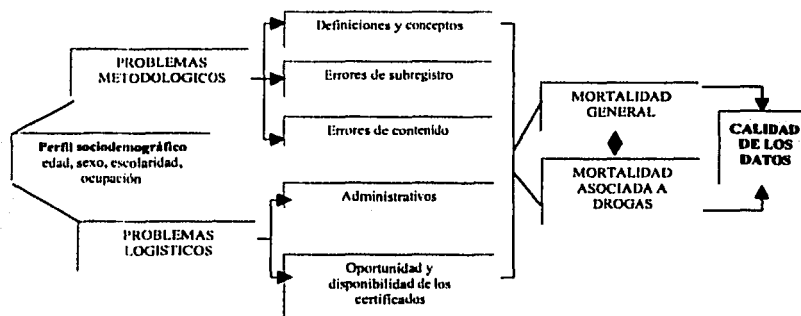 Definiciones y conceptos
PROBLEMAS
METODOLOGICOS
Errores de subregistro
Errores de contenido
Perfil sociodemográfico
edad, sexo, escolaridad,
ocupación
PROBLEMAS
LOGISTICOS
Administrativos
Oportunidad y
disponibilidad de los
certificados
MORTALIDAD
GENERAL
MORTALIDAD
ASOCIADA A
DROGAS
CALIDAD
DE LOS
DATOS